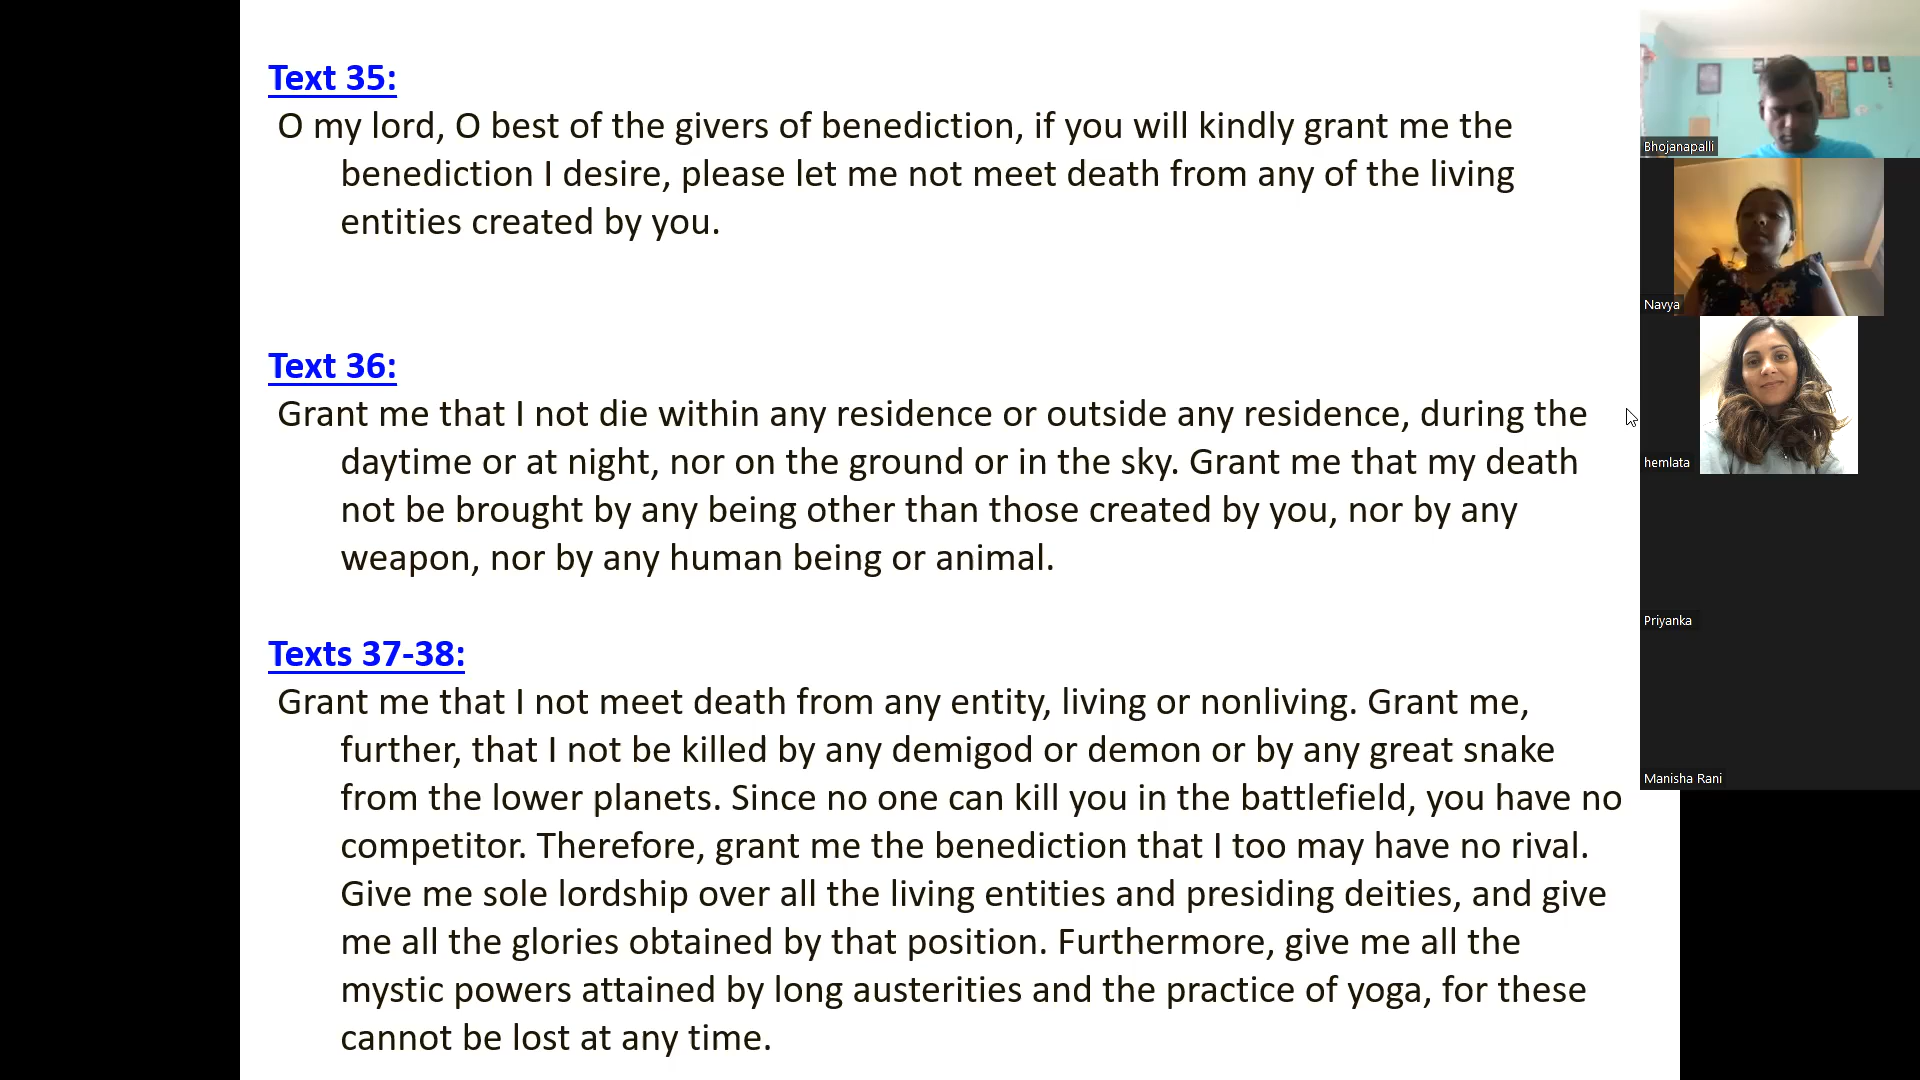 Text 35:
O my lord, O best of the givers of benediction, if you will kindly grant me the
benediction I desire, please let me not meet death from any of the living
entities created by you.
Text 36:
Grant me that I not die within any residence or outside any residence, during the
daytime or at night, nor on the ground or in the sky. Grant me that my death
not be brought by any being other than those created by you, nor by any
weapon, nor by any human being or animal.
Texts 37-38:
Grant me that I not meet death from any entity, living or nonliving. Grant me,
further, that I not be killed by any demigod or demon or by any great snake
from the lower planets. Since no one can kill you in the battlefield, you have no
competitor. Therefore, grant me the benediction that I too may have no rival.
Give me sole lordship over all the living entities and presiding deities, and give
me all the glories obtained by that position. Furthermore, give me all the
mystic powers attained by long austerities and the practice of yoga, for these
cannot be lost at any time.
Bhojanapalli
Navya
hemlata
Priyanka
Manisha Rani